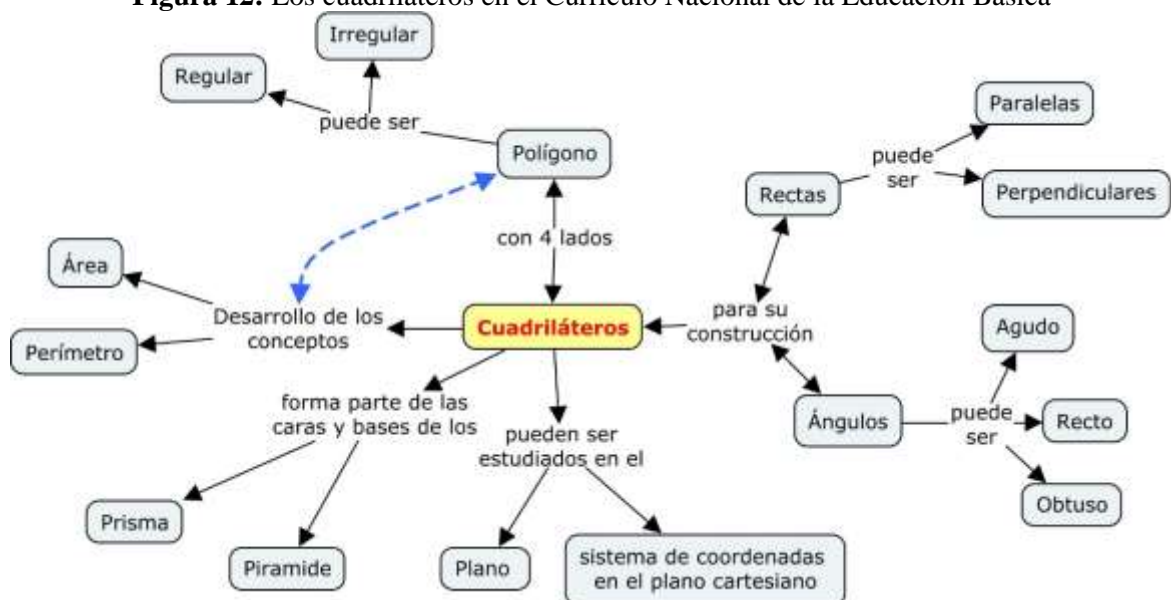 Figura 12: Los cuadriláteros en el Currículo Nacional de la Educación Básica
Irregular
Regular
puede ser
Polígono
Paralelas
puede
ser
Rectas
Perpendiculares
con 4 lados
Área
Desarrollo de los
conceptos
Perímetro
Cuadriláteros
para su
construcción
Agudo
Ángulos
puede
ser
Recto
Obtuso
forma parte de las
caras y bases de los
pueden ser
estudiados en el
Prisma
Piramide
Plano
sistema de coordenadas
en el plano cartesiano